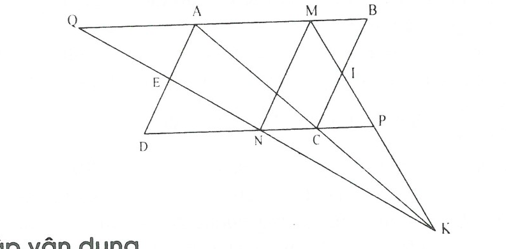 Q A M B
E I
D N C P
K
ập vận dụng